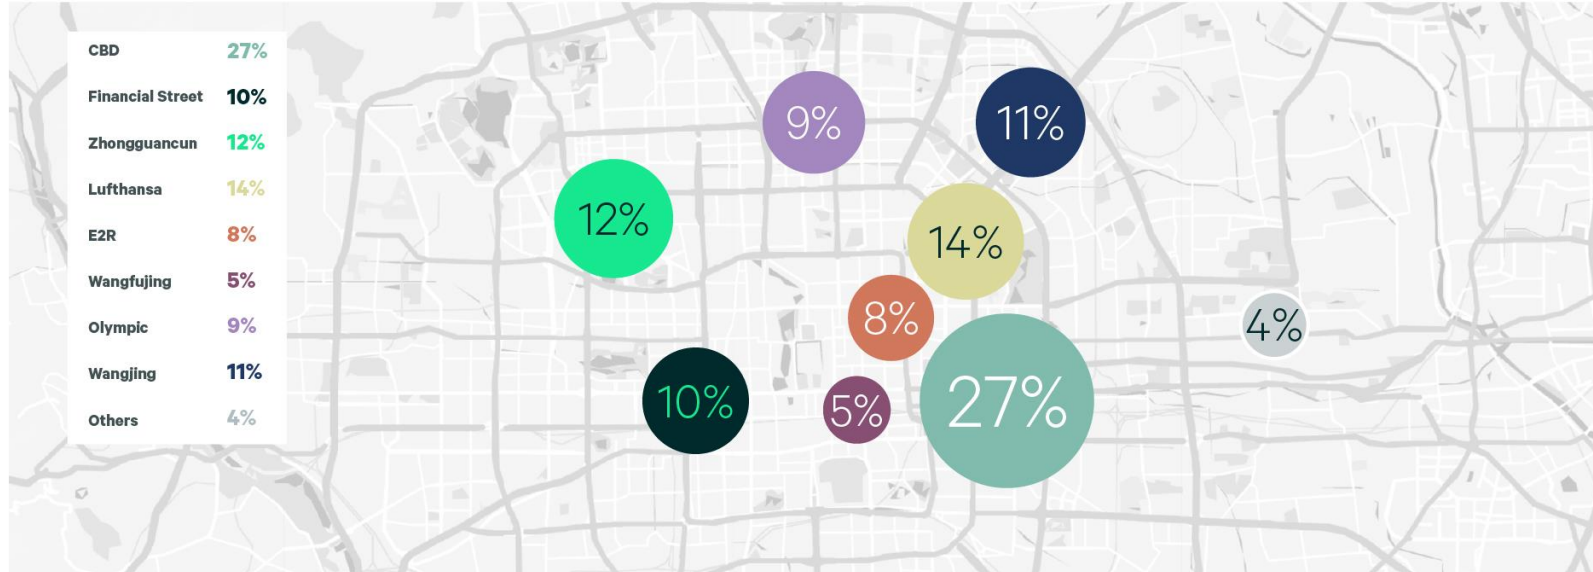 CBD 27%
Financial Street 10%
Zhongguancun 12%
Lufthansa 14%
E2R 8%
Wangfujing 5%
Olympic 9%
Wangjing 11%
Others 4%
9%
11%
12%
14%
8%
4%
10%
5%
27%